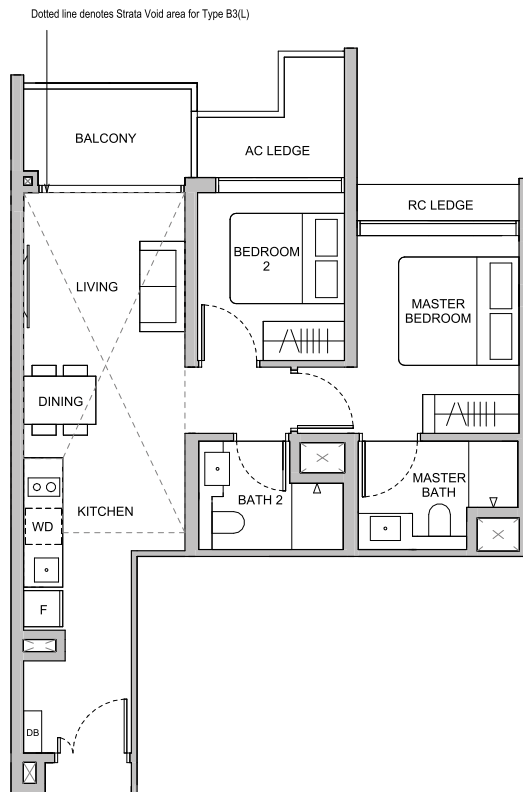 Dotted line denotes Strata Void area for Type B3(L)
BALCONY
AC LEDGE
RC LEDGE
BEDROOM
2
LIVING
MASTER
BEDROOM
DINING
MASTER
BATH
BATH 2
KITCHEN
WD
F
DB